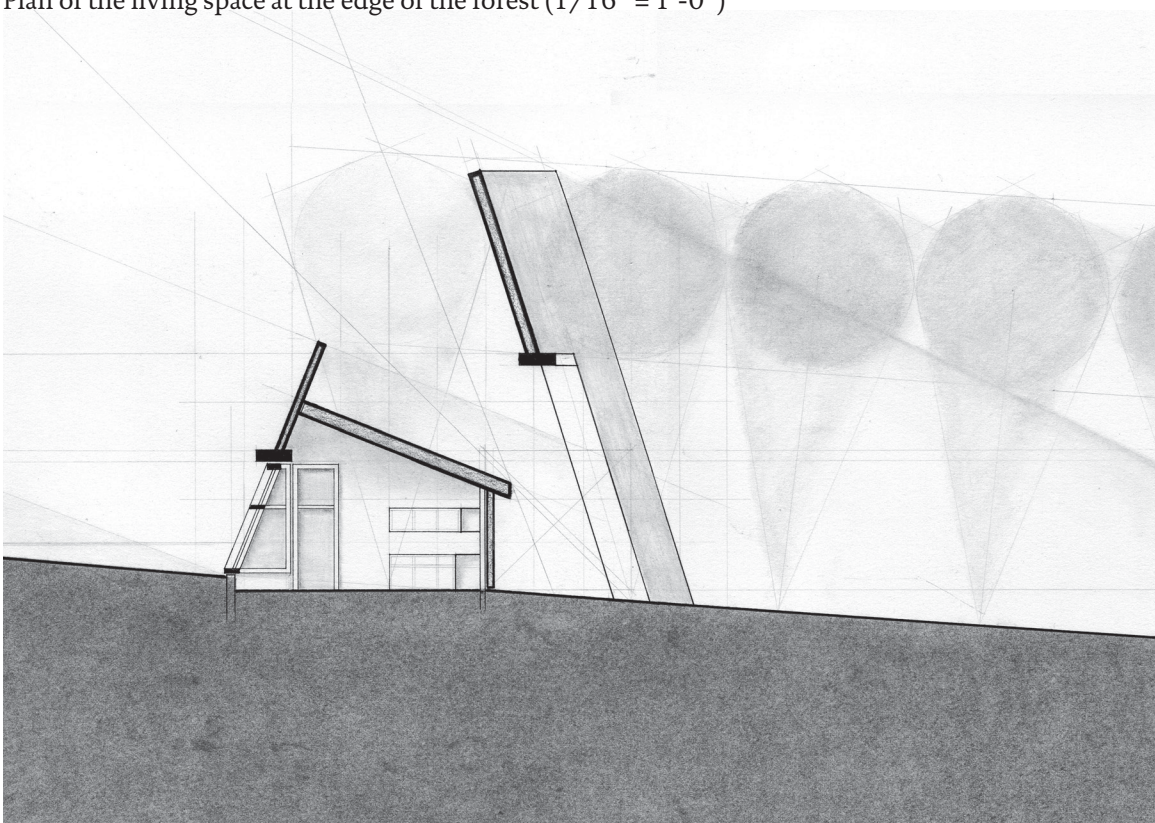 Plan of the living space at the edge of the forest (1/16" = 1'-0")